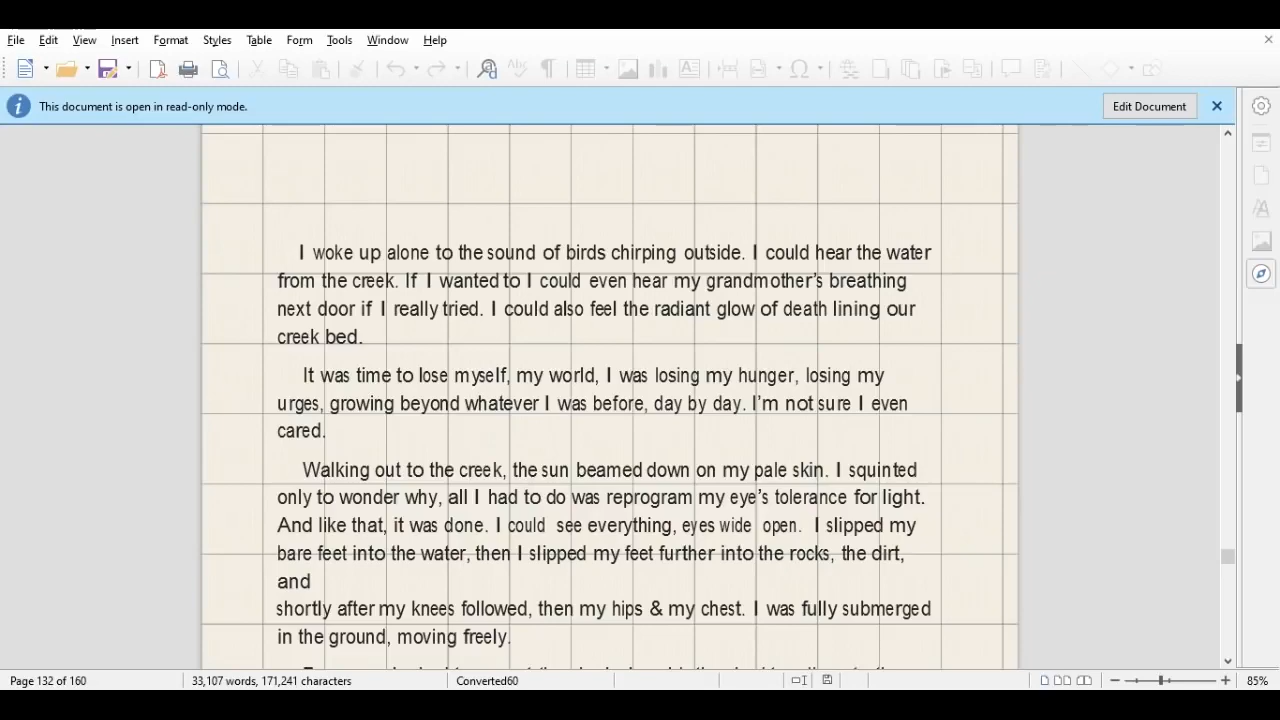 File Edit View Insert Format Styles Table Form Tools Window Help
This document is open in read-only mode. Edit Document
I woke up alone to the sound of birds chirping outside. I could hear the water
from the creek. If I wanted to I could even hear my grandmother's breathing
next door if I really tried. I could also feel the radiant glow of death lining our
creek bed.
It was time to lose myself, my world, I was losing my hunger, losing my
urges, growing beyond whatever I was before, day by day. I'm not sure I even
cared.
Walking out to the creek, the sun beamed down on my pale skin. I squinted
only to wonder why, all I had to do was reprogram my eye's tolerance for light.
And like that, it was done. I could see everything, eyes wide open. I slipped my
bare feet into the water, then I slipped my feet further into the rocks, the dirt,
and
shortly after my knees followed, then my hips & my chest. I was fully submerged
in the ground, moving freely.
Page 132 of 160 33,107 words, 171,241 characters Converted60 85%